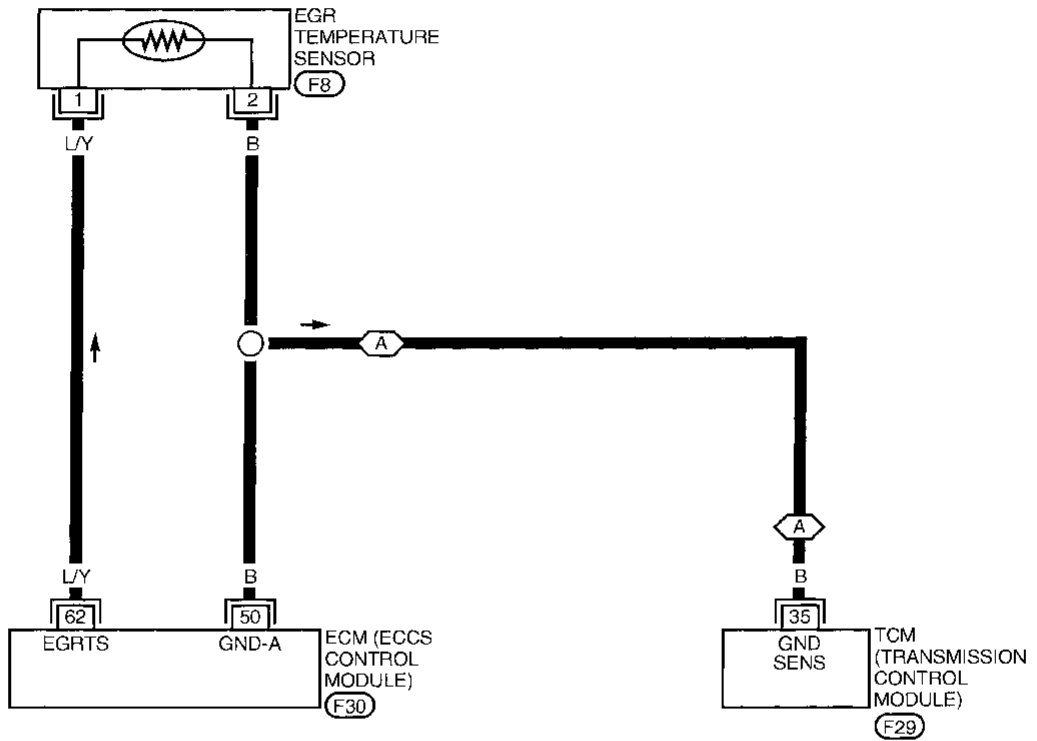 EGR
TEMPERATURE
SENSOR
F8
1
2
L/Y
B
A
A
L/Y
B
B
62
50
35
EGRTS
GND-A
ECM (ECCS
CONTROL
MODULE)
F30
GND
SENS
TCM
(TRANSMISSION
CONTROL
MODULE)
F29